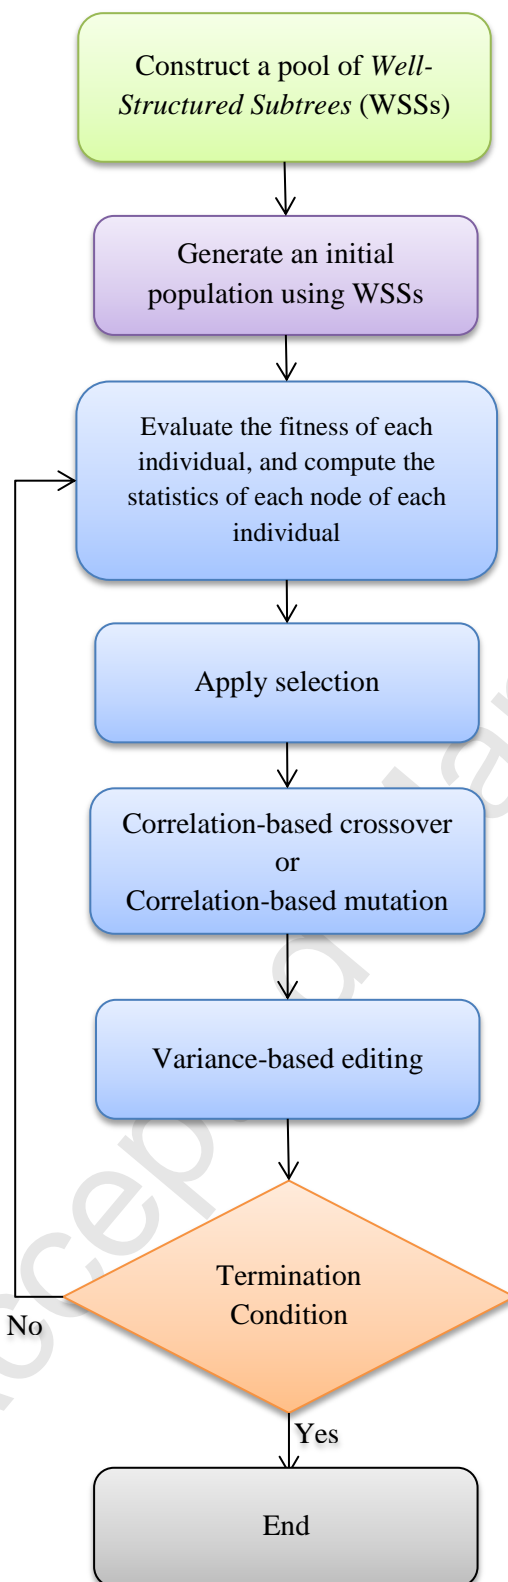 Construct a pool of Well-
Structured Subtrees (WSSs)
Generate an initial
population using WSSs
Evaluate the fitness of each
individual, and compute the
statistics of each node of each
individual
Apply selection
Correlation-based crossover
or
Correlation-based mutation
Variance-based editing
Termination
Condition
No
Yes
End